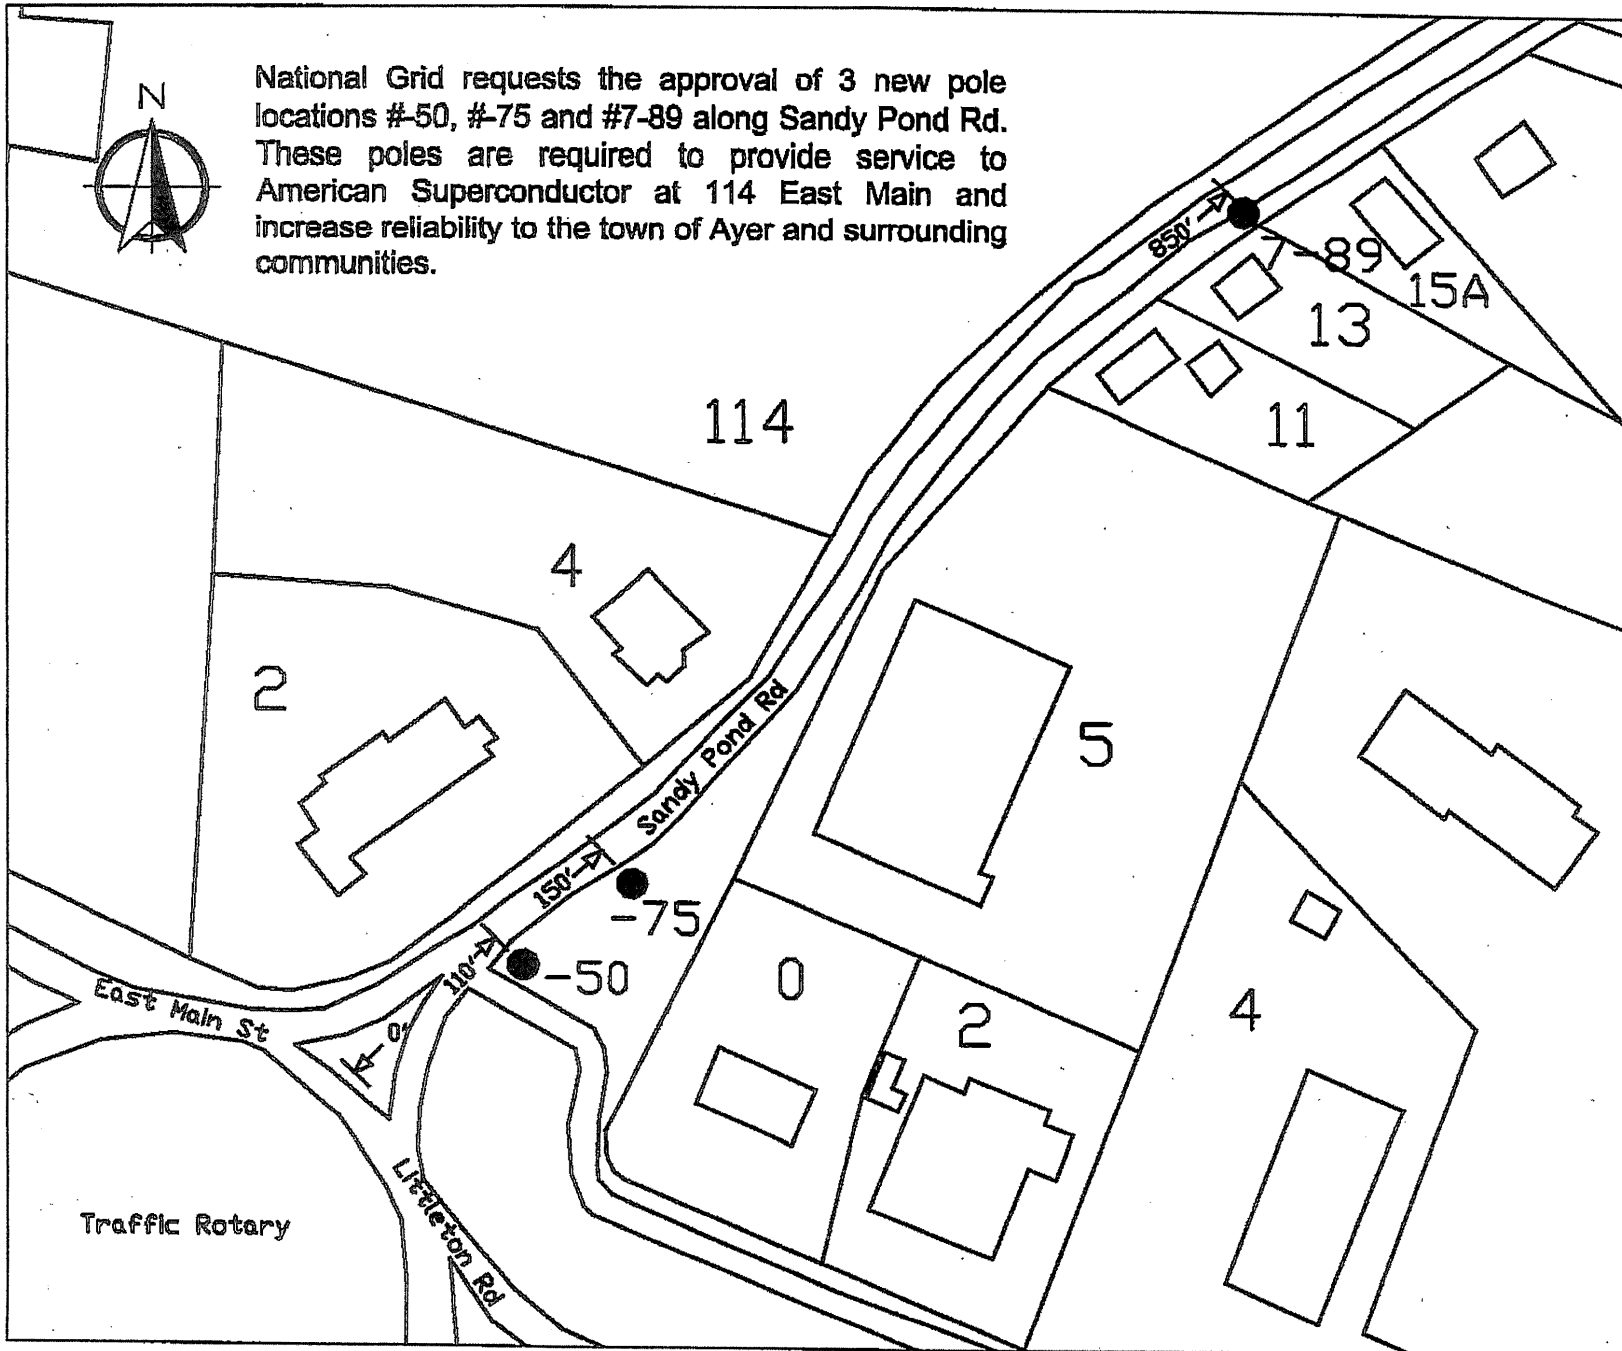 N
National Grid requests the approval of 3 new pole
locations #-50, #-75 and #7-89 along Sandy Pond Rd.
These poles are required to provide service to
American Superconductor at 114 East Main and
increase reliability to the town of Ayer and surrounding
communities.
850'
7-89
15A
13
11
114
4
2
Sandy Pond Rd
5
150'
-75
110'
-50
0
2
4
East Main St
0'
Littleton Rd
Traffic Rotary